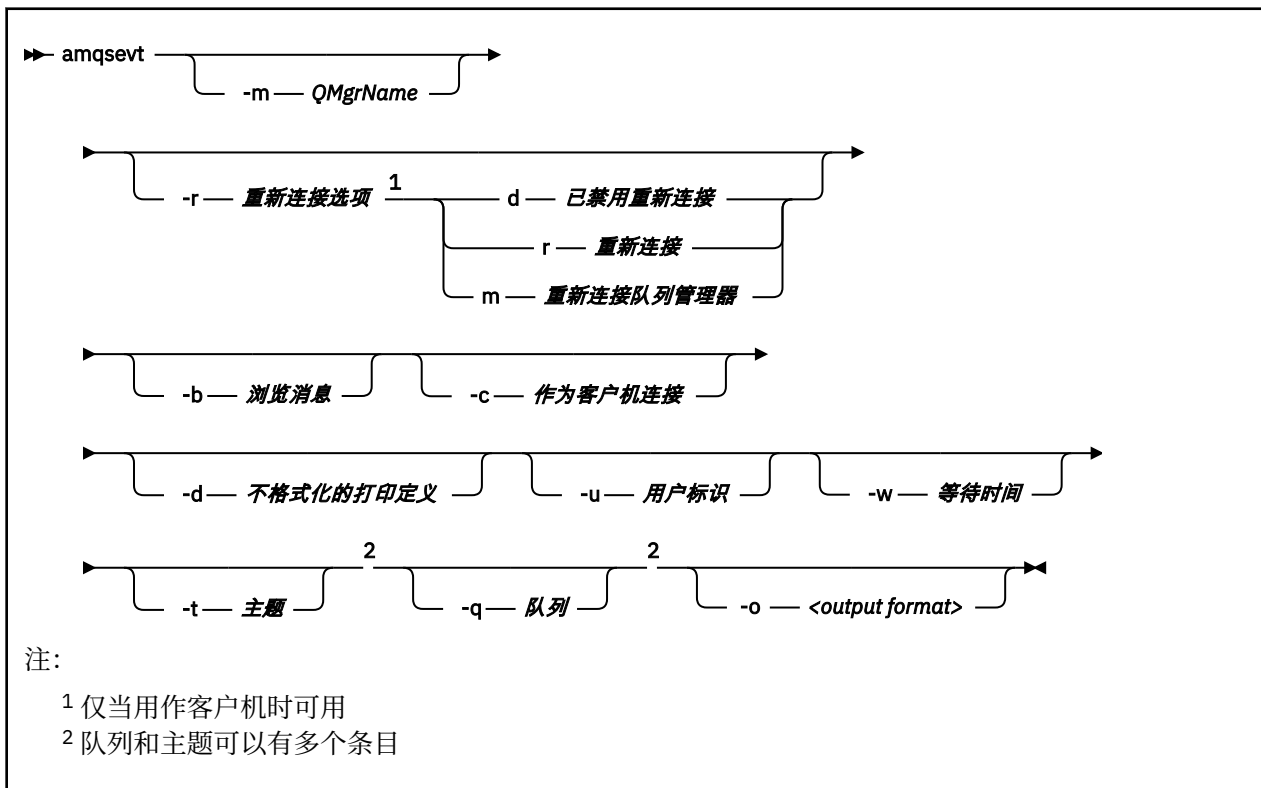 amqsevt
-m QMgrName
-r 重新连接选项 1 d 已禁用重新连接
r 重新连接
m 重新连接队列管理器
-b 浏览消息 -c 作为客户机连接
-d 不格式化的打印定义 -u 用户标识 -w 等待时间
-t 主题 2 -q 队列 2 -o <output format>
注:
1 仅当用作客户机时可用
2 队列和主题可以有多个条目